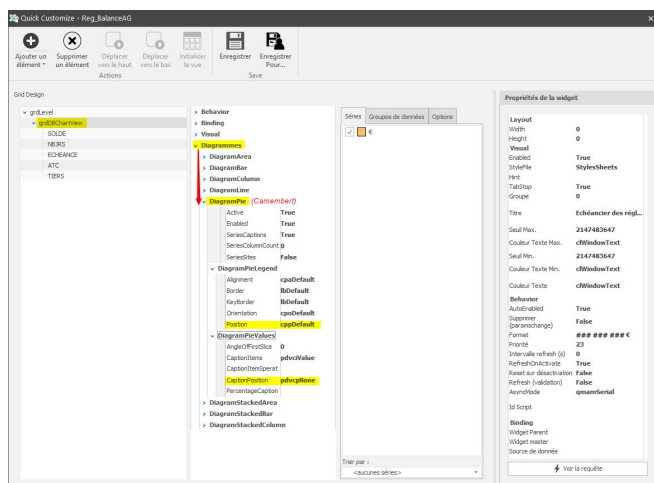 Quick Customize - Reg_BalanceAG
Ajouter un élément
Supprimer un élément
Déplacer vers le haut
Déplacer vers le bas
Initialiser la vue
Enregistrer
Enregistrer Pour...
Actions
Save
Grid Design
grdLevel
grdDBChartView
SOLDE
NBJRS
ECHEANCE
ATC
TIERS
Behavior
Binding
Visual
Diagrammes
DiagramArea
DiagramBar
DiagramColumn
DiagramLine
DiagramPie (Camembert)
Active True
Enabled True
SeriesCaptions True
SeriesColumnCount 0
SeriesSites False
DiagramPieLegend
Alignment cpaDefault
Border lbDefault
KeyBorder lbDefault
Orientation cpoDefault
Position cppDefault
DiagramPieValues
AngleOfFirstSlice 0
CaptionItems pdvciValue
CaptionItemSperat
CaptionPosition pdvcpNone
PercentageCaption
DiagramStackedArea
DiagramStackedBar
DiagramStackedColumn
Séries Groupes de données Options
€
Trier par :
<aucunes séries>
Propriétés de la widget
Layout
Width 0
Height 0
Visual
Enabled True
StyleFile StylesSheets
Hint
TabStop True
Groupe 0
Titre Echéancier des régl...
Seuil Max. 2147483647
Couleur Texte Max. clWindowText
Seuil Min. 2147483647
Couleur Texte Min. clWindowText
Couleur Texte clWindowText
Behavior
AutoEnabled True
Supprimer (paramschange) False
Format ### ### ### €
Priorité 23
Intervalle refresh (s) 0
RefreshOnActivate True
Reset sur désactivation False
Refresh (validation) False
AsyncMode qmamSerial
Id Script
Binding
Widget Parent
Widget master
Source de donnée
Voir la requête